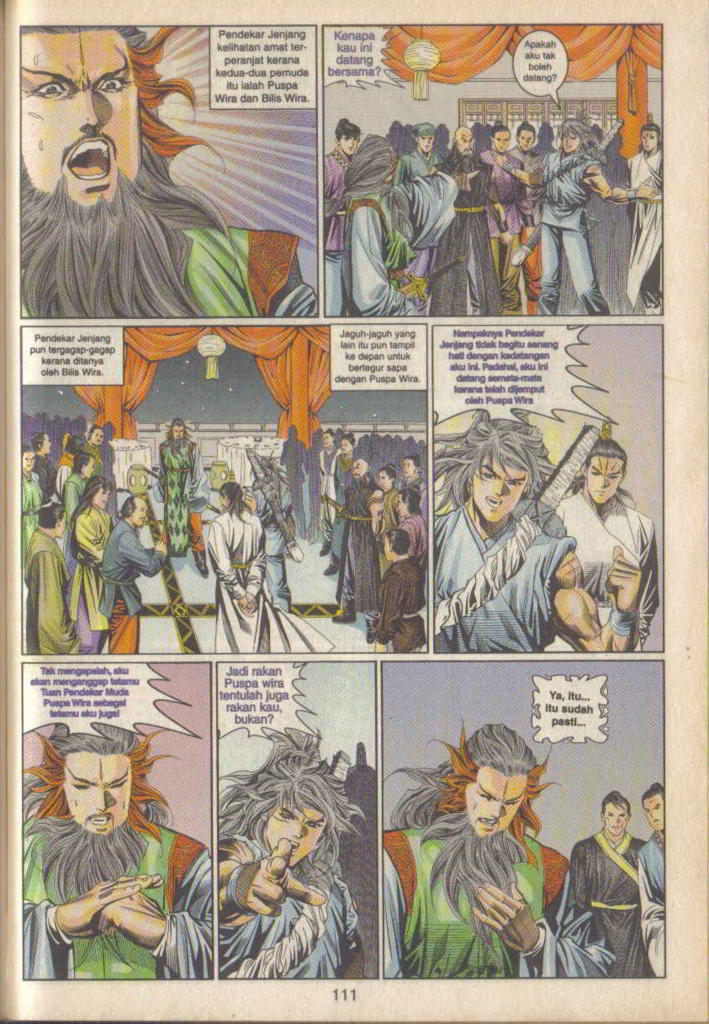 Pendekar Jenjang
kelihatan amat ter-
peranjat kerana
kedua-dua pemuda
itu ialah Puspa
Wira dan Bilis Wira.
Kenapa
kau ini
datang
bersama?
Apakah
aku tak
boleh
datang?
Pendekar Jenjang
pun tergagap-gagap
kerana ditanya
oleh Bilis Wira.
Jaguh-jaguh yang
lain itu pun tampil
ke depan untuk
bertegur sapa
dengan Puspa Wira.
Nampaknya Pendekar
Jenjang tidak begitu senang
hati dengan kedatangan
aku ini. Padahal, aku ini
datang semata-mata
kerana telah dijemput
oleh Puspa Wira
Tak mengapalah, aku
akan menganggap tetamu
Tuan Pendekar Muda
Puspa Wira sebagai
tetamu aku juga!
Jadi rakan
Puspa wira
tentulah juga
rakan kau,
bukan?
Ya, itu...
itu sudah
pasti...
111